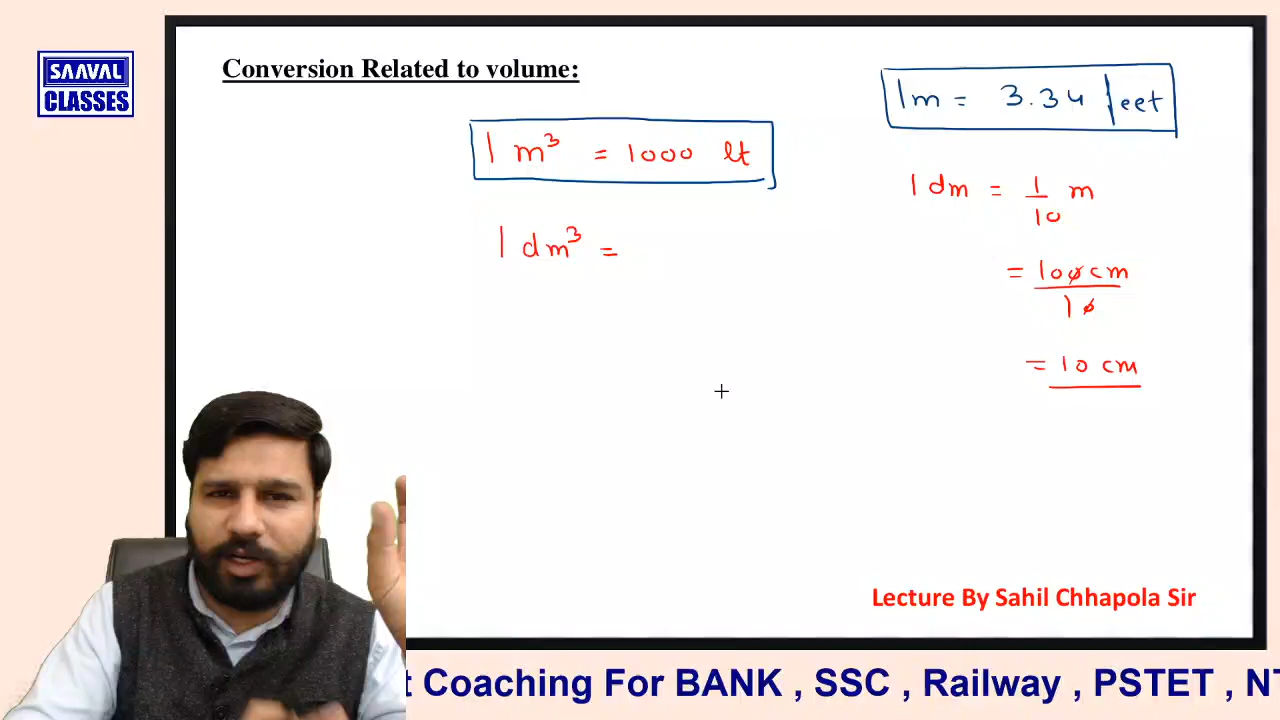 SAAVAL
CLASSES
Conversion Related to volume:
1m = 3.34 feet
1 m³ = 1000 lt
1 dm = 1/10 m
1 dm³ =
= 100cm/10
= 10 cm
Lecture By Sahil Chhapola Sir
t Coaching For BANK , SSC , Railway , PSTET , NT